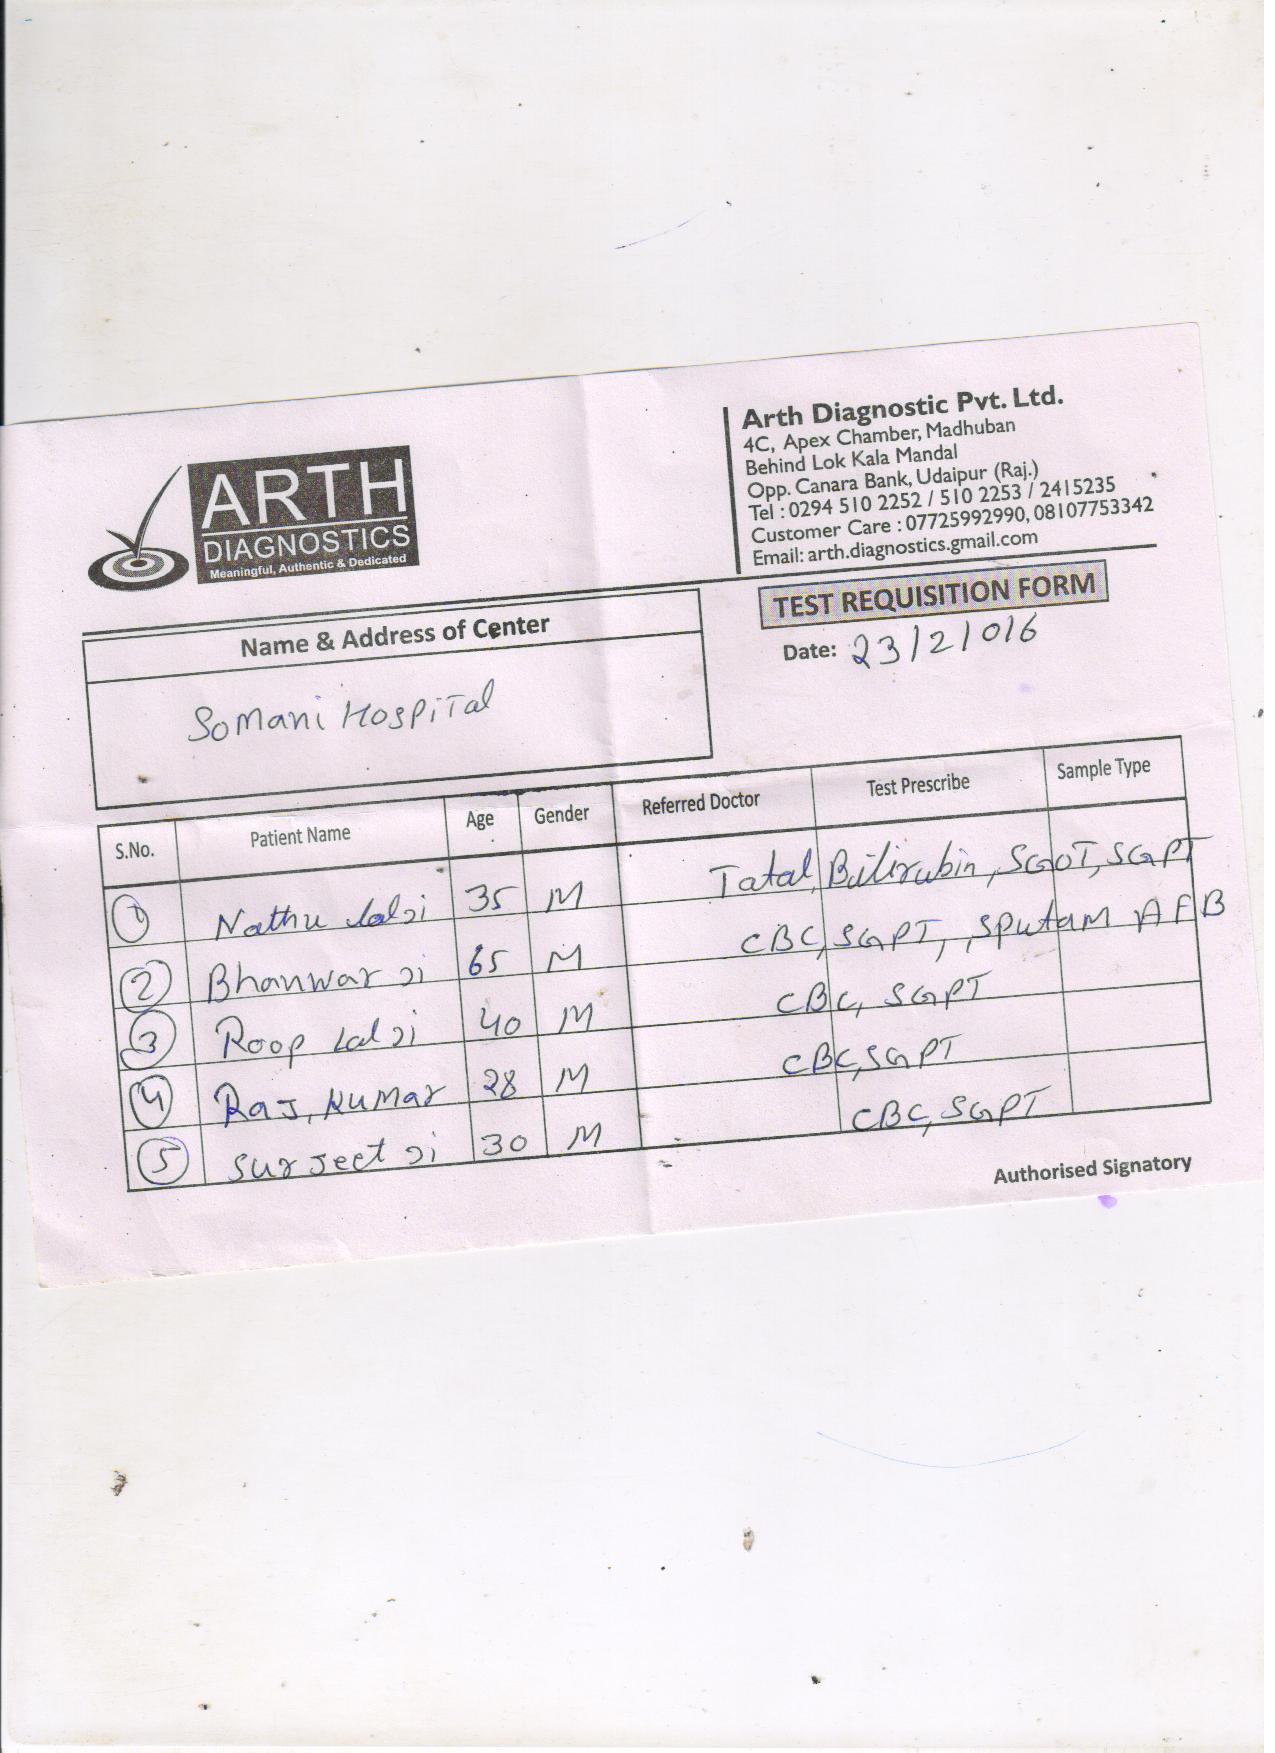 ARTH
DIAGNOSTICS
Meaningful, Authentic & Dedicated
Arth Diagnostic Pvt. Ltd.
4C, Apex Chamber, Madhuban
Behind Lok Kala Mandal
Opp. Canara Bank, Udaipur (Raj.)
Tel : 0294 510 2252 / 510 2253 / 2415235
Customer Care : 07725992990, 08107753342
Email: arth.diagnostics.gmail.com
TEST REQUISITION FORM
Date: 23/2/016
Name & Address of Center
Somani Hospital
S.No. Patient Name Age Gender Referred Doctor Test Prescribe Sample Type
1 Nathu lal ji 35 M Tatal, Bilirubin, SGOT, SGPT
2 Bhanwar ji 65 M CBC, SGPT, , Sputam AFB
3 Roop lal ji 40 M CBC, SGPT
4 Raj, Kumar 28 M CBC, SGPT
5 Surjeet ji 30 M CBC, SGPT
Authorised Signatory